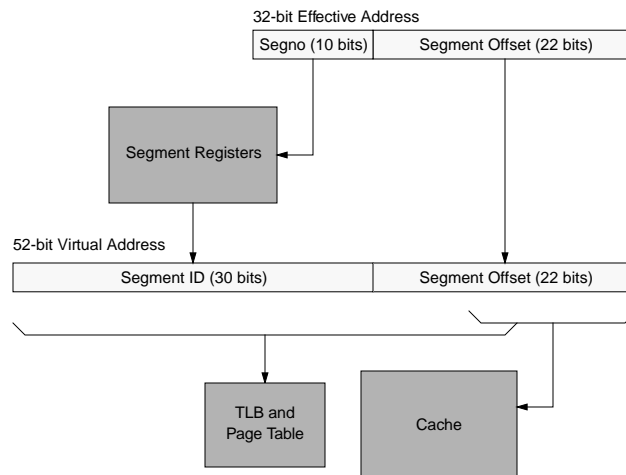 32-bit Effective Address
Segno (10 bits) Segment Offset (22 bits)
Segment Registers
52-bit Virtual Address
Segment ID (30 bits) Segment Offset (22 bits)
TLB and
Page Table
Cache